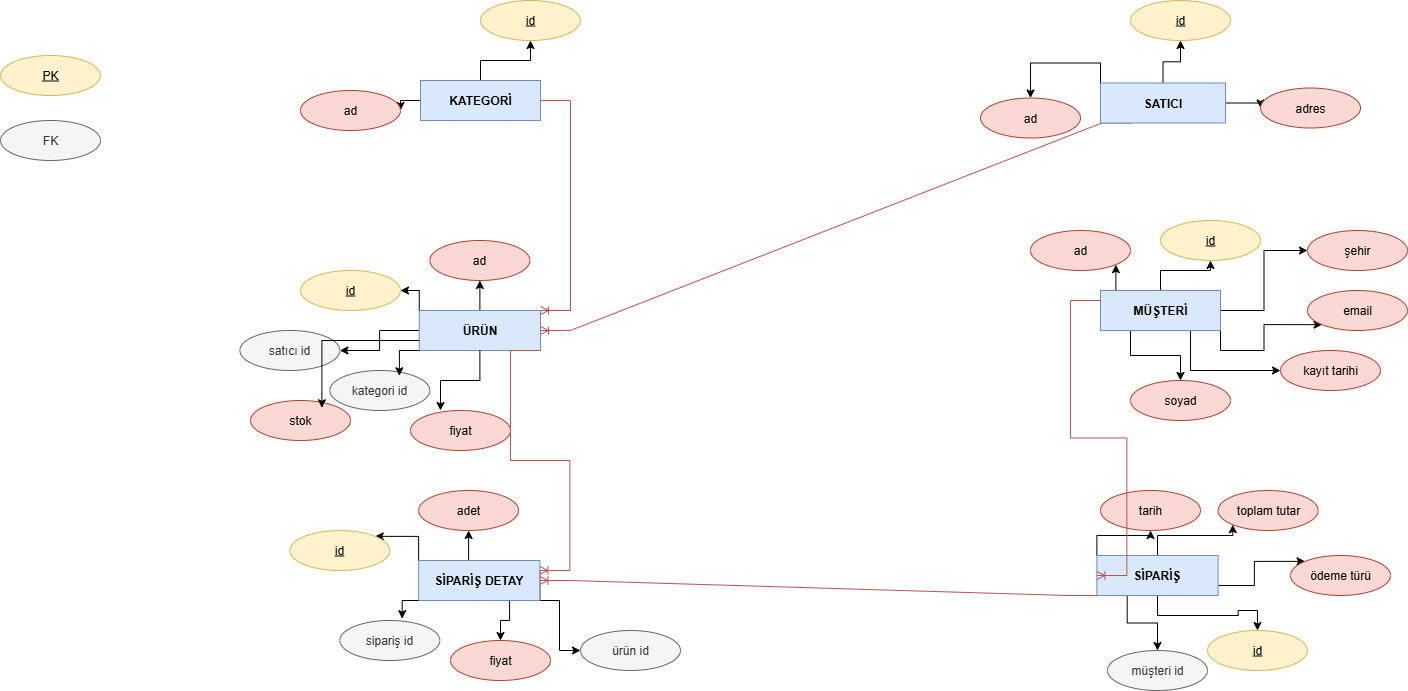 id
id
PK
KATEGORİ
SATICI
ad
ad
adres
FK
ad
id
şehir
ad
id
ÜRÜN
MÜŞTERİ
email
satıcı id
kategori id
kayıt tarihi
stok
fiyat
soyad
adet
tarih
toplam tutar
id
SİPARİŞ DETAY
SİPARİŞ
ödeme türü
sipariş id
fiyat
ürün id
müşteri id
id